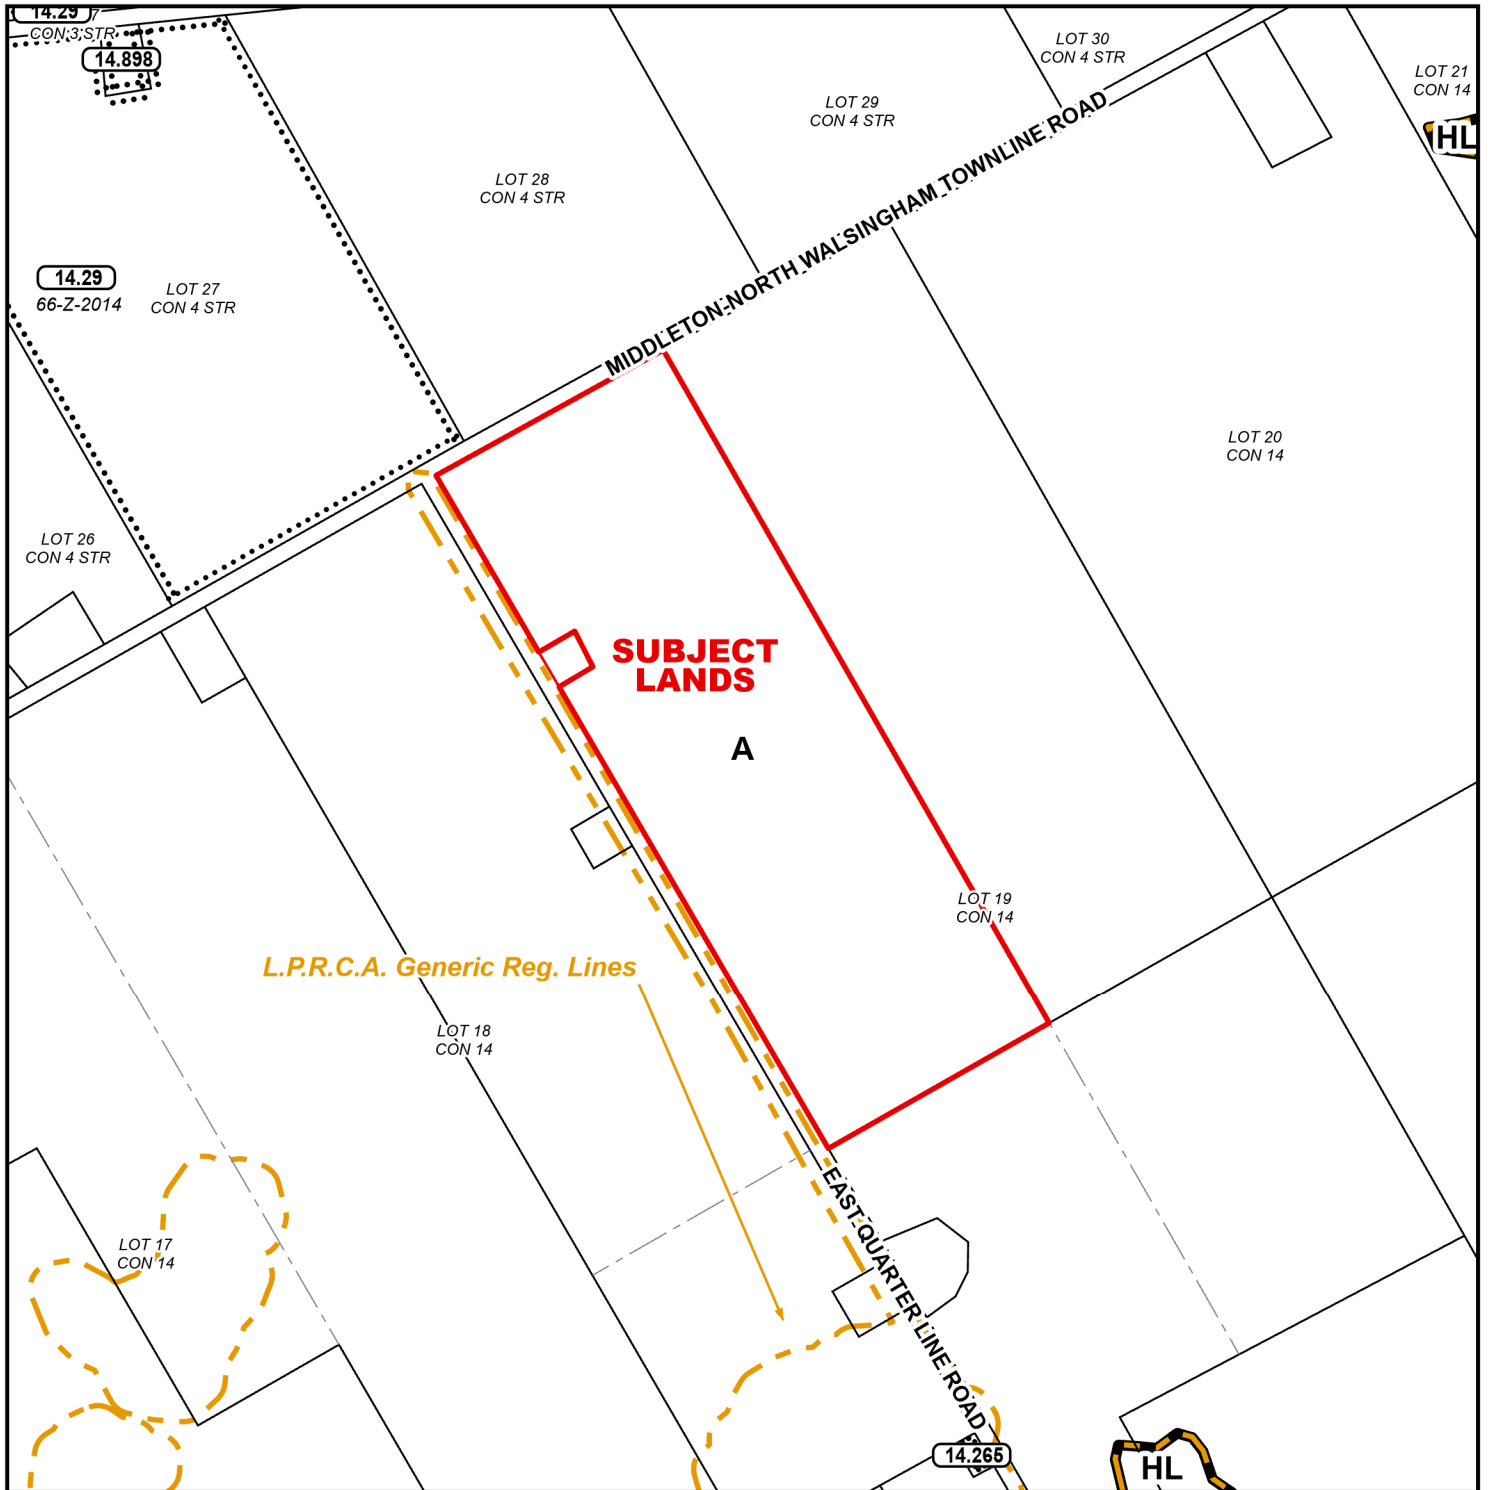 14.29
7
CON 3 STR
14.898
LOT 30
CON 4 STR
LOT 21
CON 14
LOT 29
CON 4 STR
HL
LOT 28
CON 4 STR
MIDDLETON-NORTH WALSINGHAM TOWNLINE ROAD
14.29
66-Z-2014
LOT 27
CON 4 STR
LOT 20
CON 14
LOT 26
CON 4 STR
SUBJECT
LANDS
A
LOT 19
CON 14
L.P.R.C.A. Generic Reg. Lines
LOT 18
CON 14
EAST QUARTER LINE ROAD
LOT 17
CON 14
14.265
HL